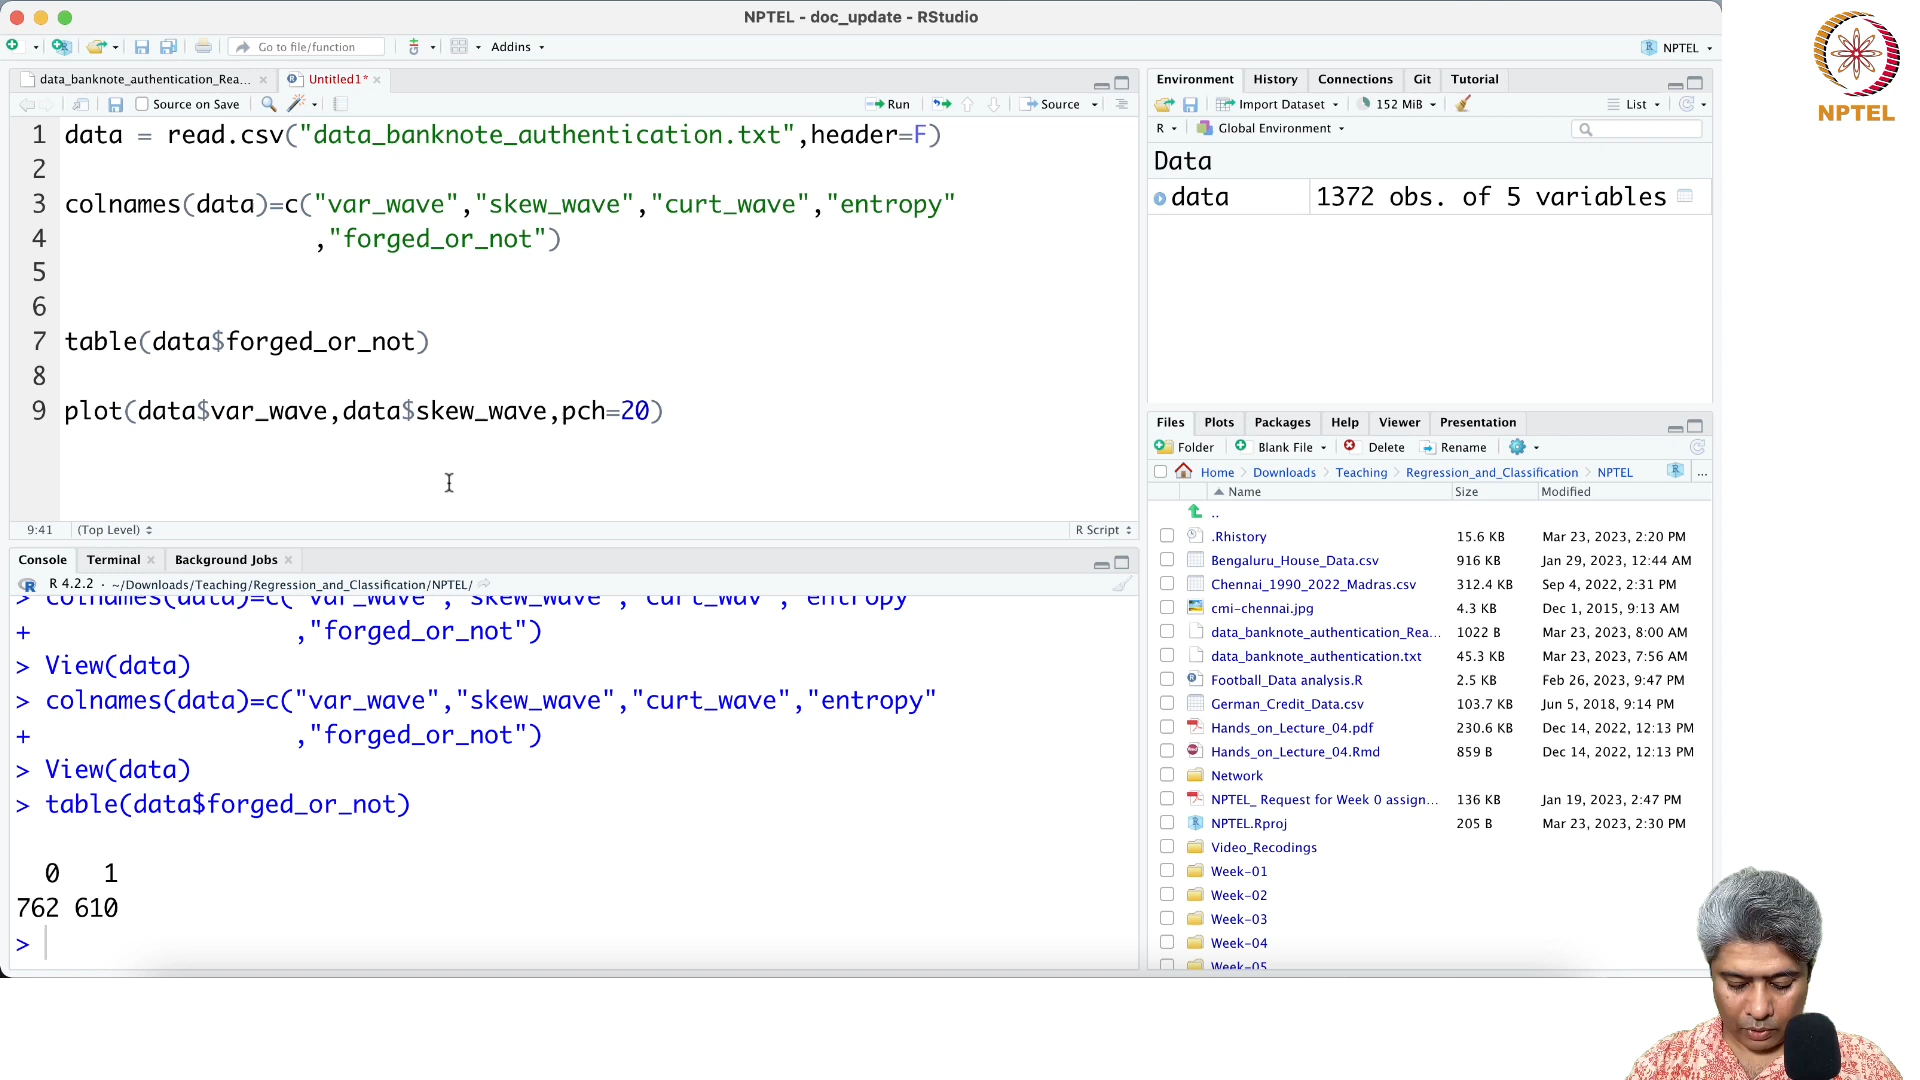 NPTEL - doc_update - RStudio
Go to file/function
Addins
NPTEL
data_banknote_authentication_Rea...
Untitled1*
Source on Save
Run
Source
1 data = read.csv("data_banknote_authentication.txt",header=F)
2
3 colnames(data)=c("var_wave","skew_wave","curt_wave","entropy"
4 ,"forged_or_not")
5
6
7 table(data$forged_or_not)
8
9 plot(data$var_wave,data$skew_wave,pch=20)
9:41 (Top Level) R Script
Console Terminal Background Jobs
R 4.2.2 · ~/Downloads/Teaching/Regression_and_Classification/NPTEL/
> colnames(data)=c("var_wave","skew_wave","curt_wav","entropy"
+ ,"forged_or_not")
> View(data)
> colnames(data)=c("var_wave","skew_wave","curt_wave","entropy"
+ ,"forged_or_not")
> View(data)
> table(data$forged_or_not)
0 1
762 610
>
Environment History Connections Git Tutorial
Import Dataset 152 MiB List
R Global Environment
Data
data 1372 obs. of 5 variables
Files Plots Packages Help Viewer Presentation
Folder Blank File Delete Rename
Home Downloads Teaching Regression_and_Classification NPTEL ...
Name Size Modified
..
.Rhistory 15.6 KB Mar 23, 2023, 2:20 PM
Bengaluru_House_Data.csv 916 KB Jan 29, 2023, 12:44 AM
Chennai_1990_2022_Madras.csv 312.4 KB Sep 4, 2022, 2:31 PM
cmi-chennai.jpg 4.3 KB Dec 1, 2015, 9:13 AM
data_banknote_authentication_Rea... 1022 B Mar 23, 2023, 8:00 AM
data_banknote_authentication.txt 45.3 KB Mar 23, 2023, 7:56 AM
Football_Data analysis.R 2.5 KB Feb 26, 2023, 9:47 PM
German_Credit_Data.csv 103.7 KB Jun 5, 2018, 9:14 PM
Hands_on_Lecture_04.pdf 230.6 KB Dec 14, 2022, 12:13 PM
Hands_on_Lecture_04.Rmd 859 B Dec 14, 2022, 12:13 PM
Network
NPTEL_ Request for Week 0 assign... 136 KB Jan 19, 2023, 2:47 PM
NPTEL.Rproj 205 B Mar 23, 2023, 2:30 PM
Video_Recodings
Week-01
Week-02
Week-03
Week-04
Week-05
NPTEL